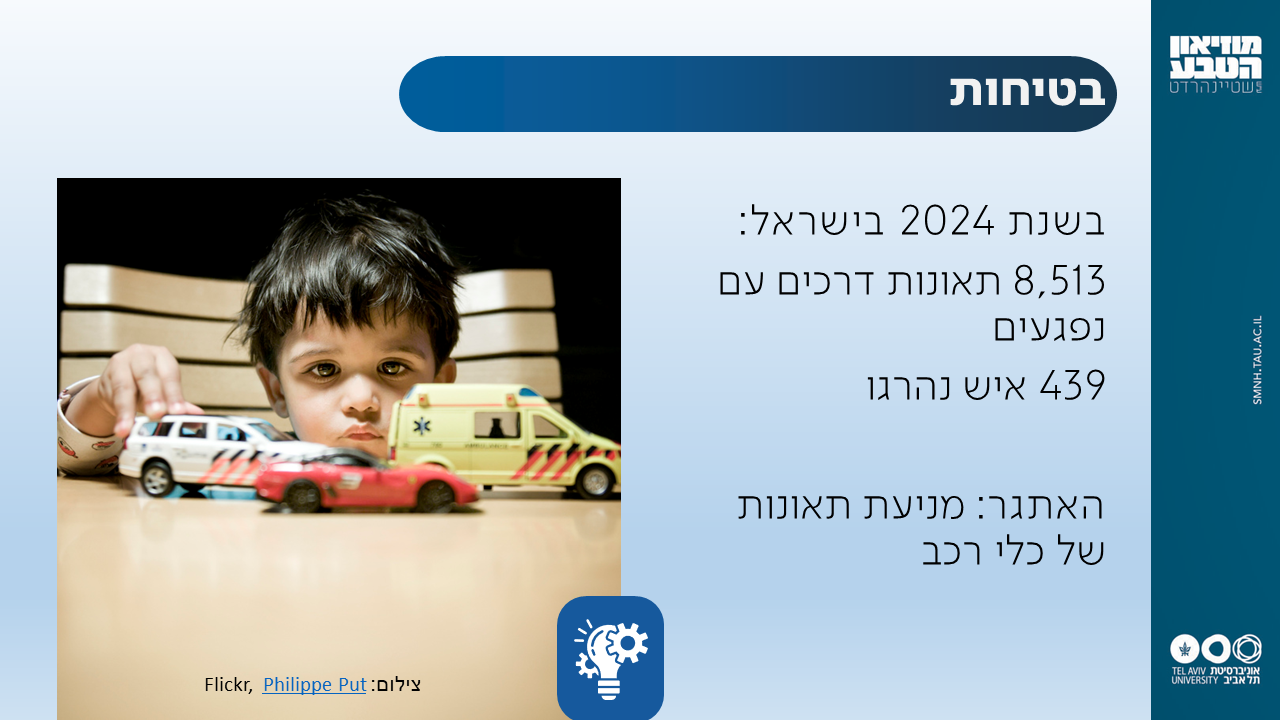 בטיחות
בשנת 2024 בישראל:
8,513 תאונות דרכים עם
נפגעים
439 איש נהרגו
האתגר: מניעת תאונות
של כלי רכב
צילום: Flickr, Philippe Put
מוזיאון
הטבע
שטיינהרדט
SMNH.TAU.AC.IL
אוניברסיטת
תל אביב
TEL AVIV
UNIVERSITY